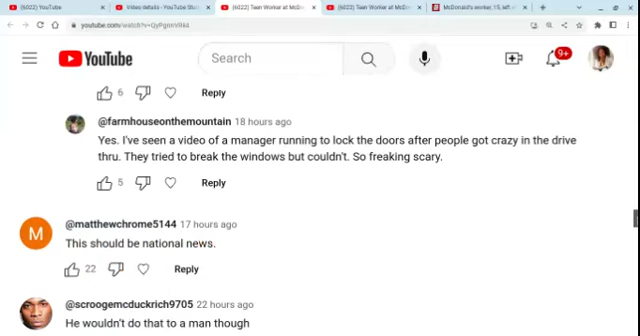 (6022) YouTube
Video details - YouTube Stu
(6022) Teen Worker at McD
(6022) Teen Worker at McDo
McDonald's worker, 15, left
youtube.com/watch?v=
YouTube
Search
9+
6 Reply
@farmhouseonthemountain 18 hours ago
Yes. I've seen a video of a manager running to lock the doors after people got crazy in the drive
thru. They tried to break the windows but couldn't. So freaking scary.
5 Reply
M
@matthewchrome5144 17 hours ago
This should be national news.
22 Reply
@scroogemcduckrich9705 22 hours ago
He wouldn't do that to a man though